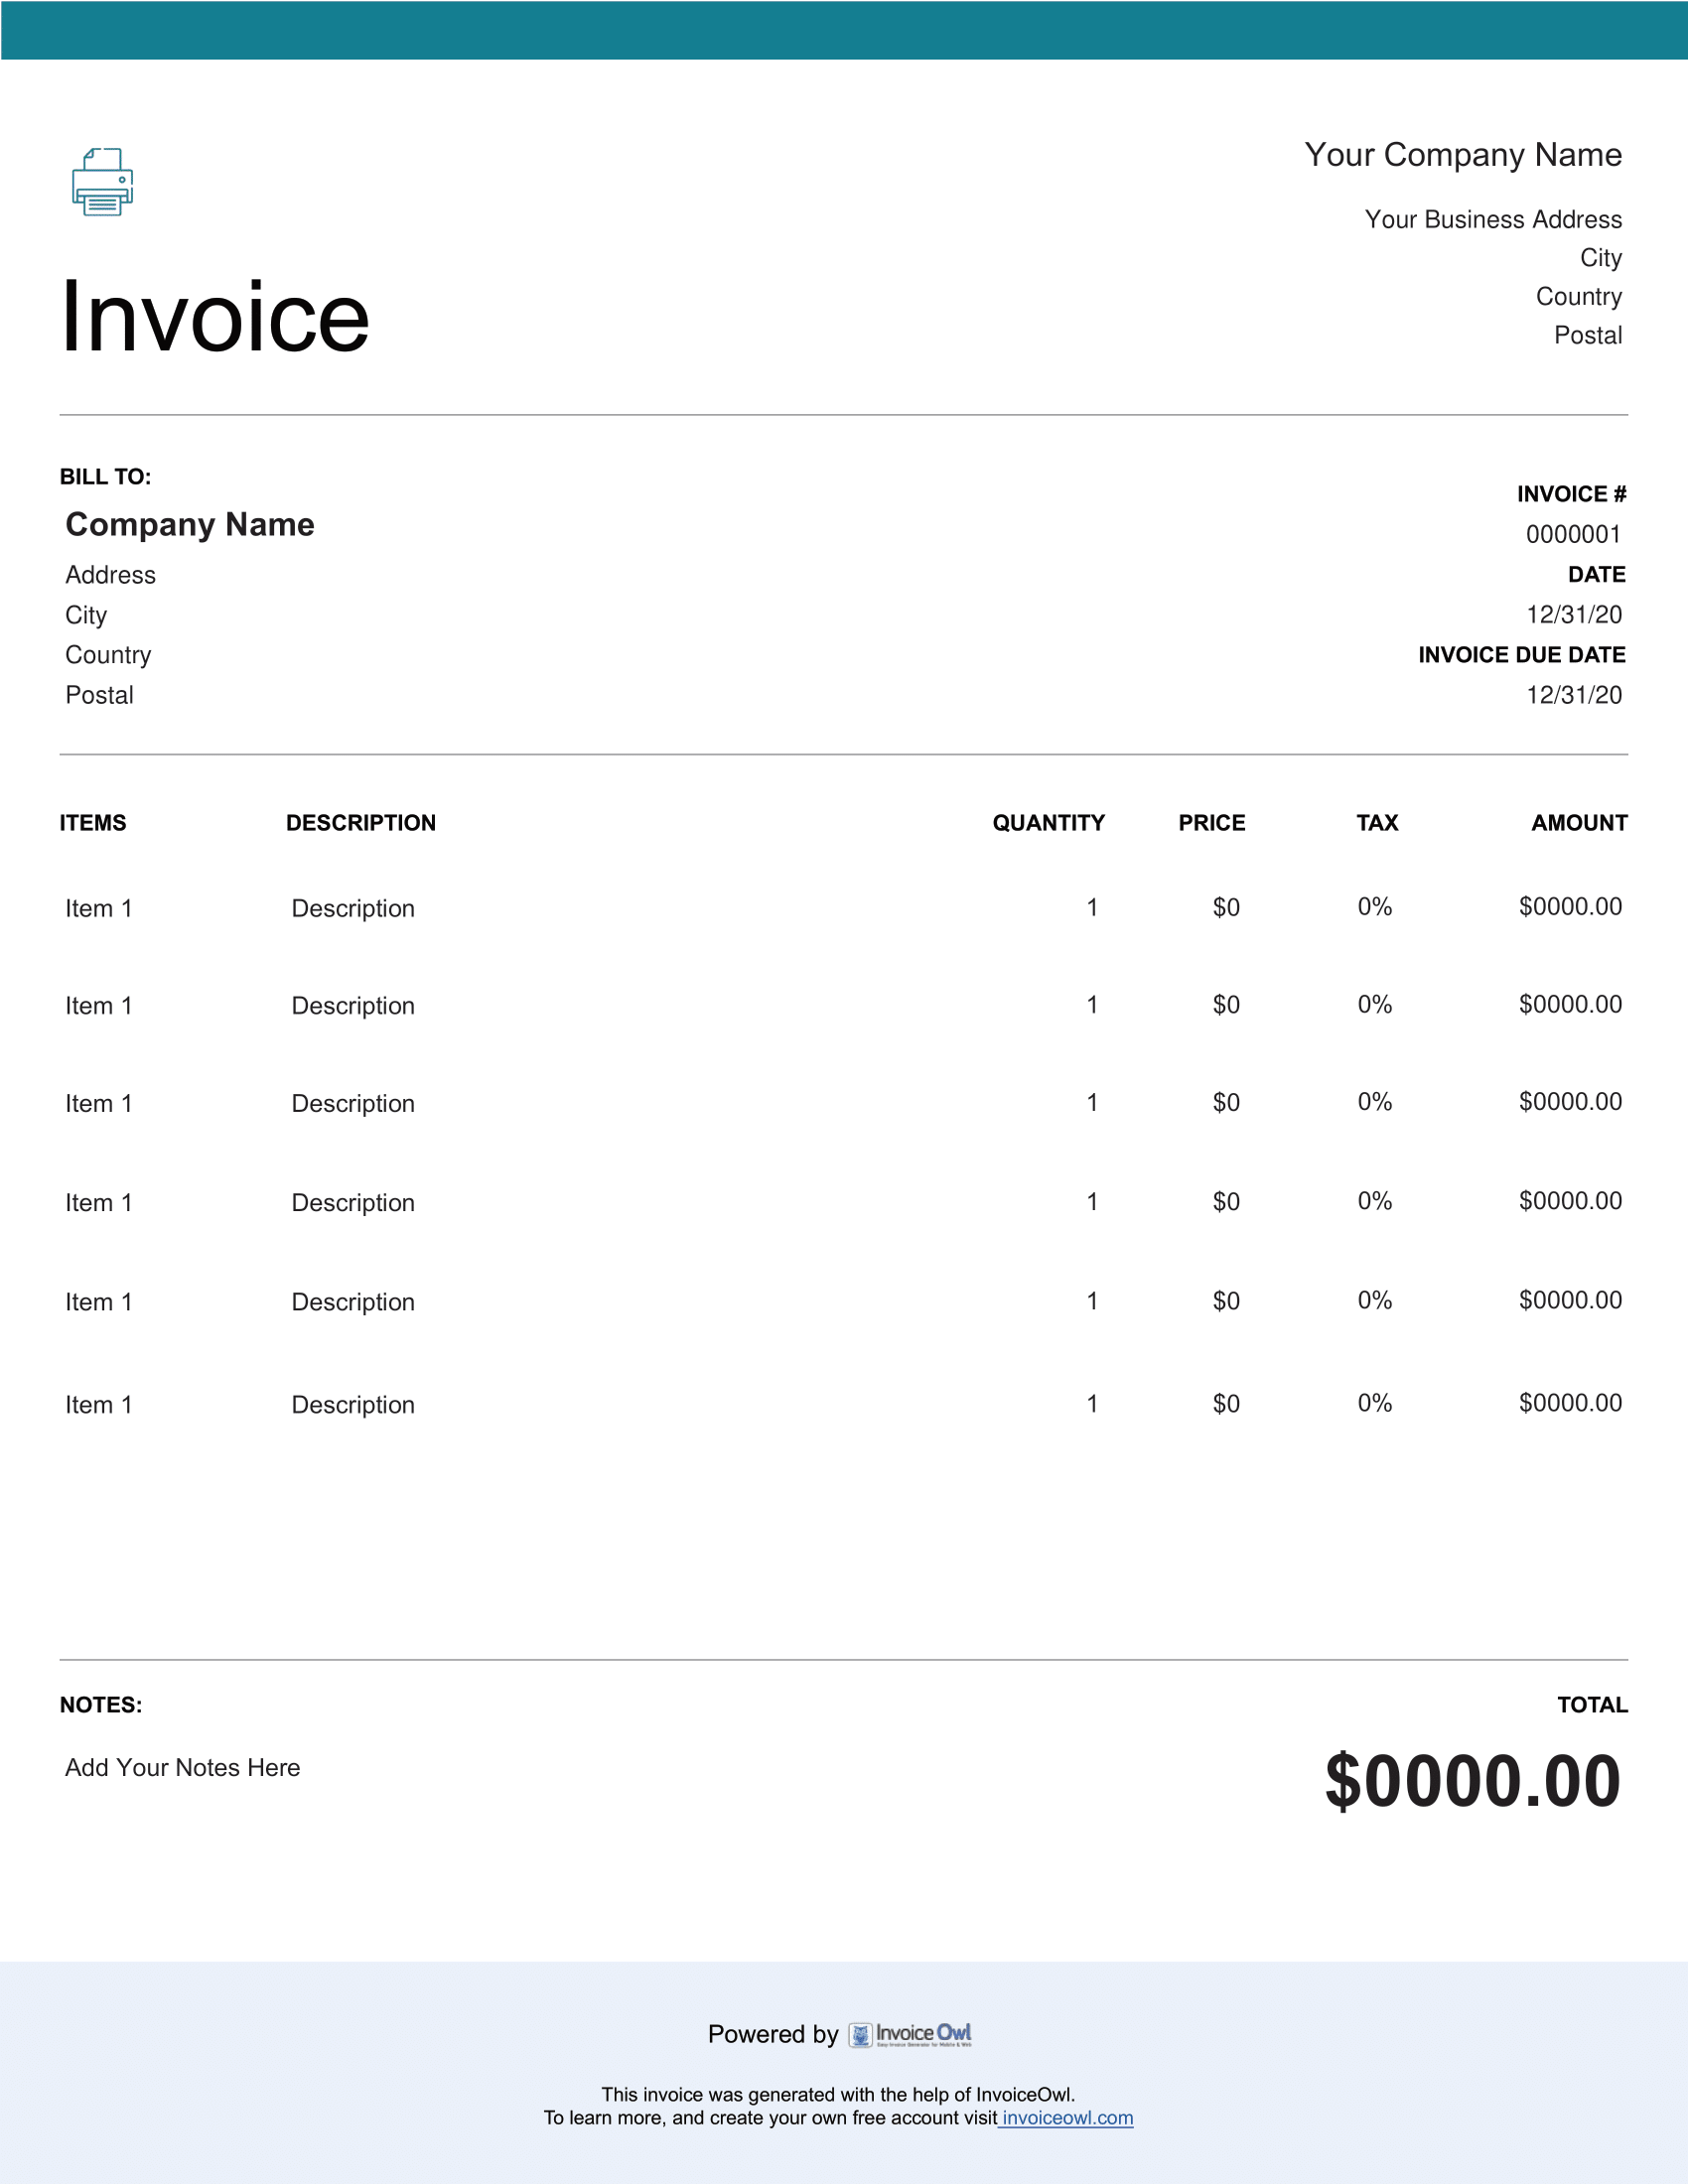 Your Company Name
Your Business Address
City
Country
Postal
Invoice
BILL TO:
Company Name
Address
City
Country
Postal
INVOICE #
0000001
DATE
12/31/20
INVOICE DUE DATE
12/31/20
ITEMS DESCRIPTION QUANTITY PRICE TAX AMOUNT
Item 1 Description 1 $0 0% $0000.00
Item 1 Description 1 $0 0% $0000.00
Item 1 Description 1 $0 0% $0000.00
Item 1 Description 1 $0 0% $0000.00
Item 1 Description 1 $0 0% $0000.00
Item 1 Description 1 $0 0% $0000.00
NOTES:
Add Your Notes Here
TOTAL
$0000.00
Powered by Invoice Owl
Easy Invoice Generator for Mobile & Web
This invoice was generated with the help of InvoiceOwl.
To learn more, and create your own free account visit invoiceowl.com